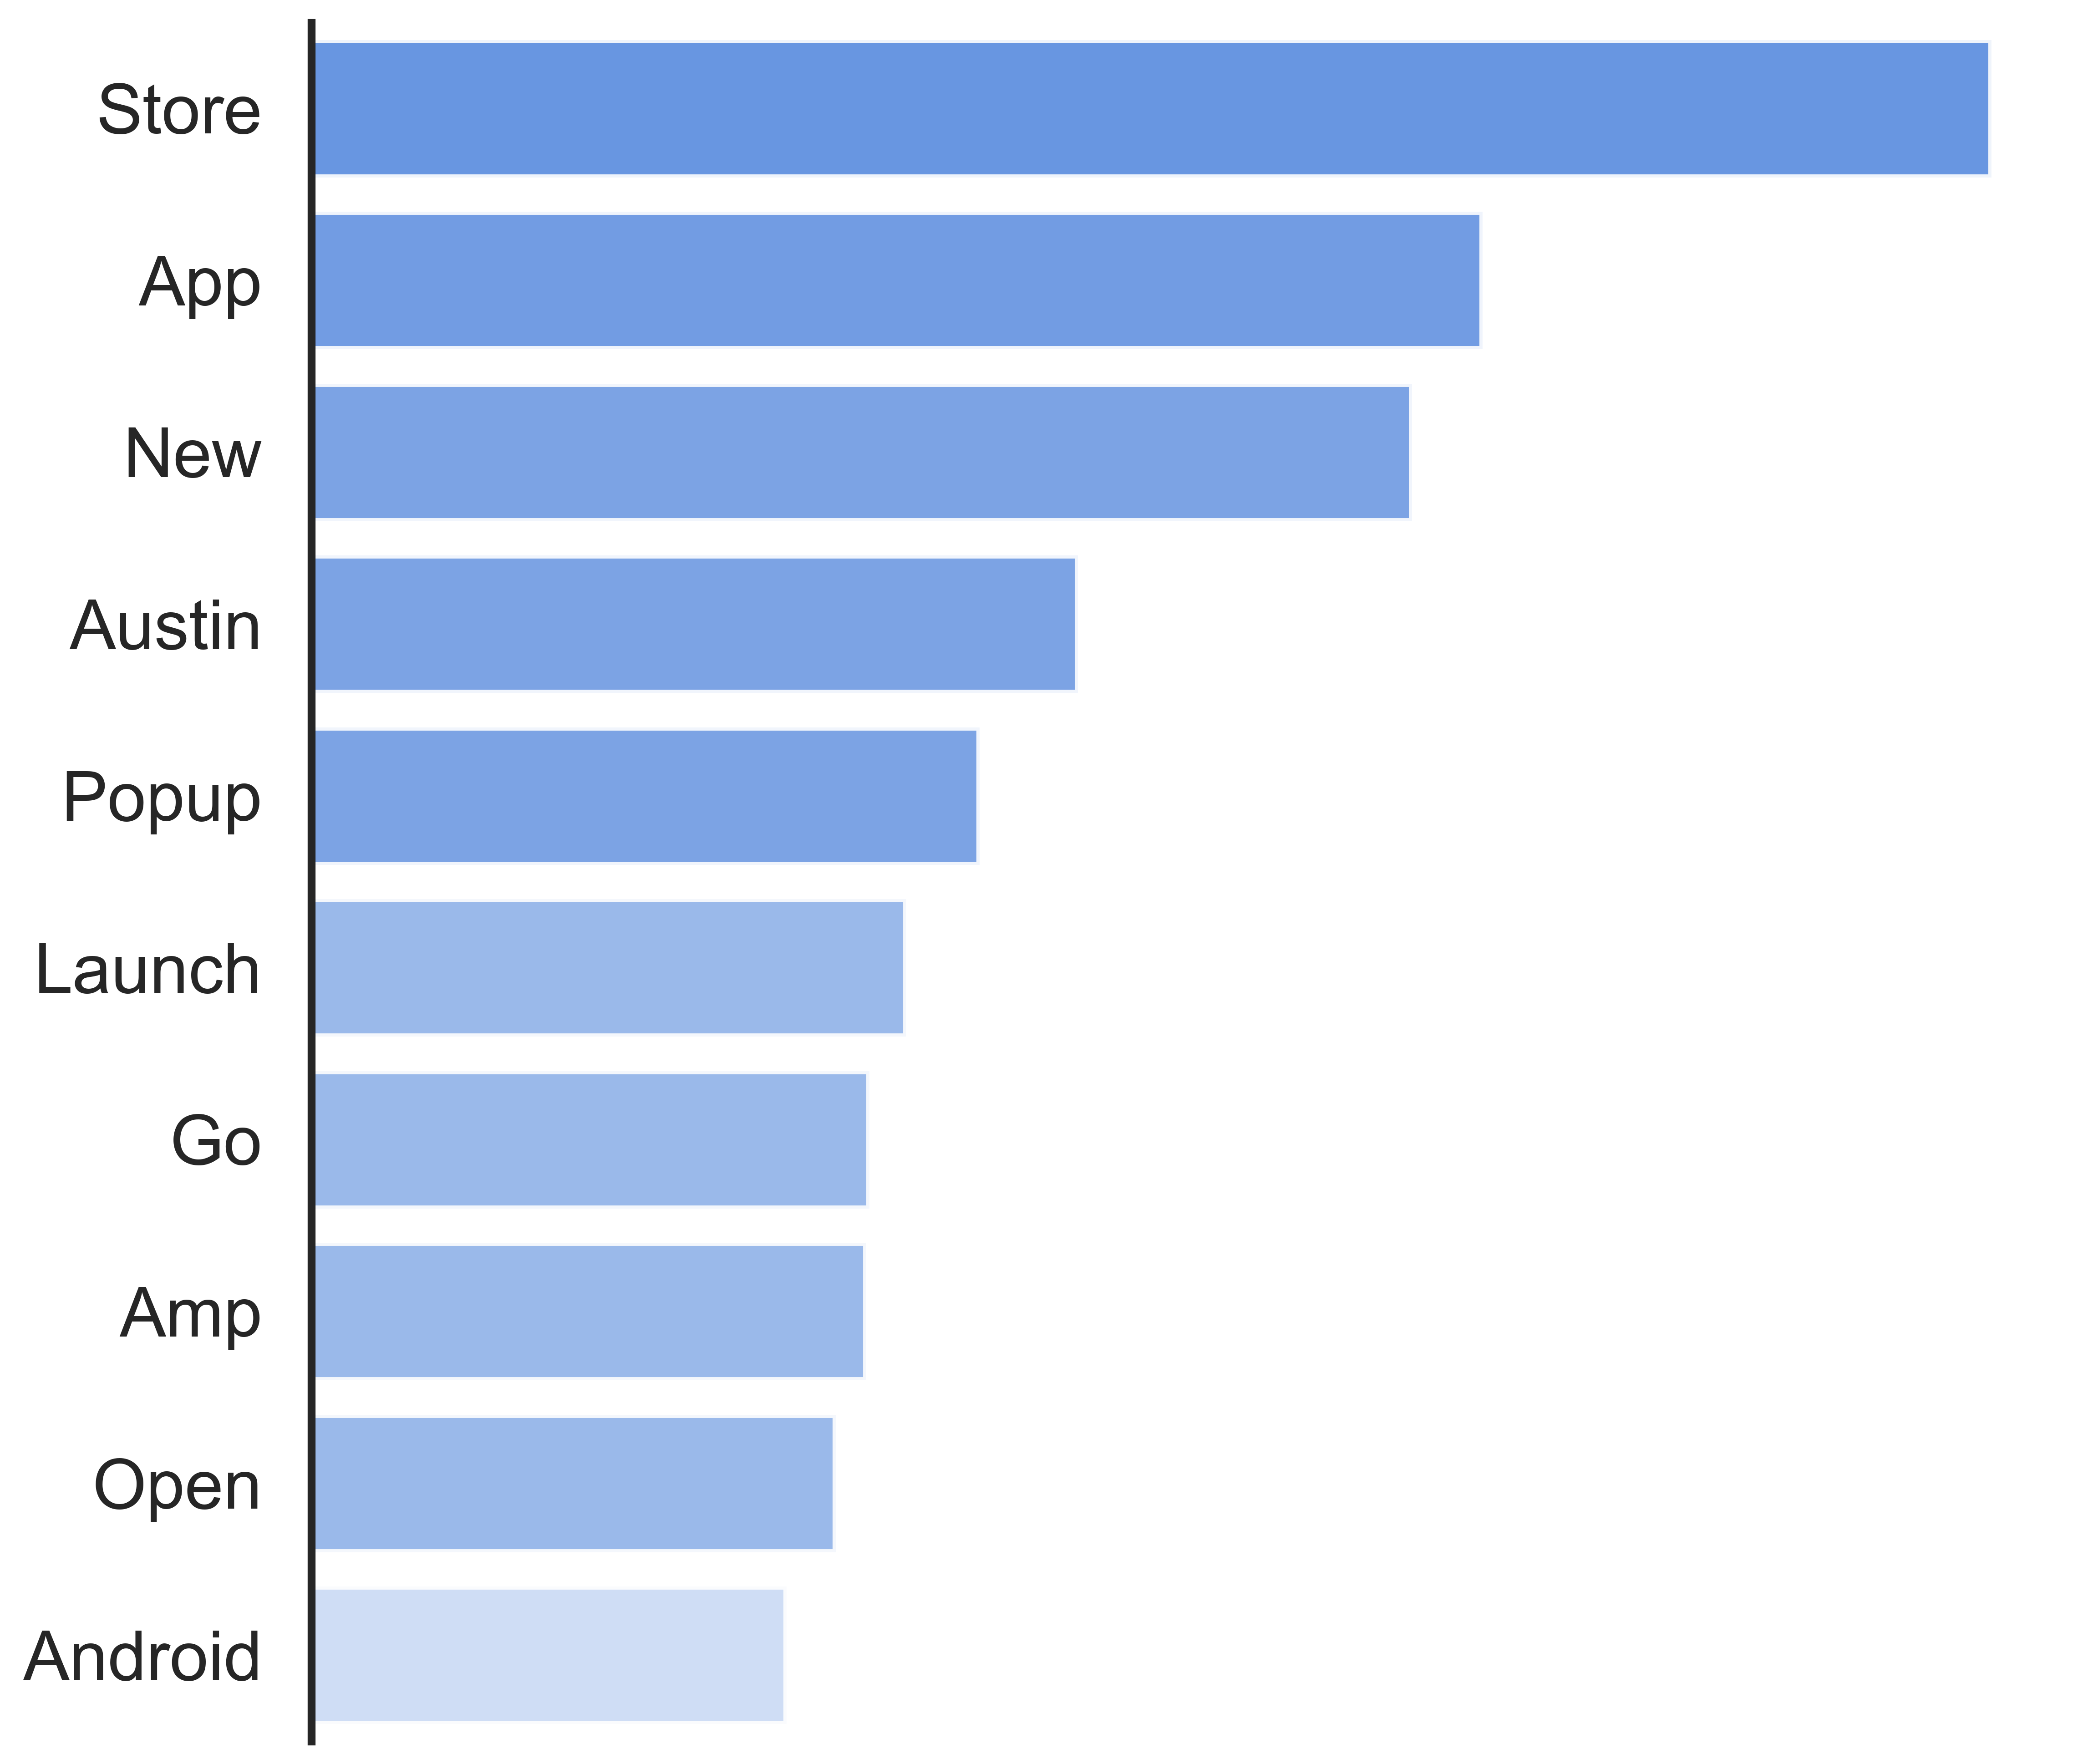 Store
App
New
Austin
Popup
Launch
Go
Amp
Open
Android